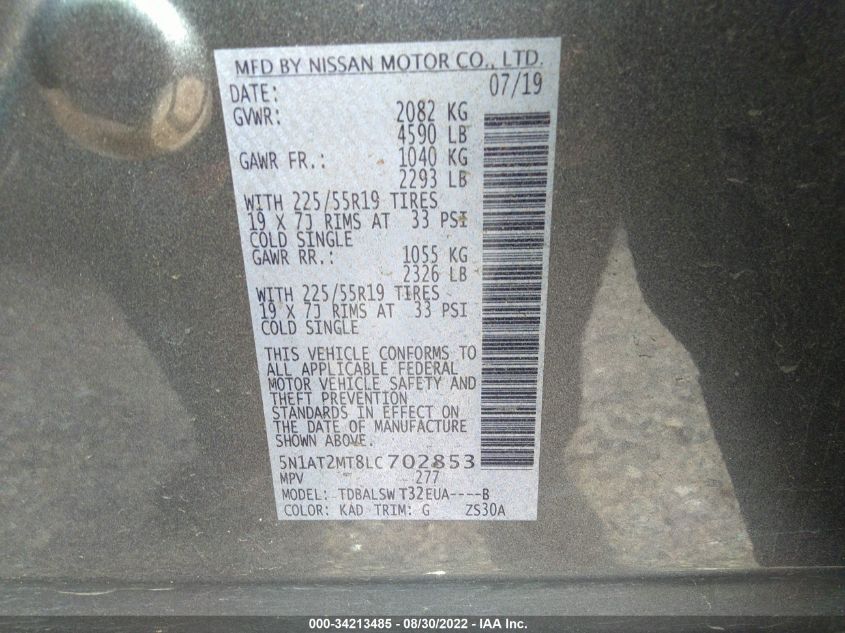 MFD BY NISSAN MOTOR CO., LTD.
DATE: 07/19
GVWR: 2082 KG
4590 LB
GAWR FR.: 1040 KG
2293 LB
WITH 225/55R19 TIRES
19 X 7J RIMS AT 33 PSI
COLD SINGLE
GAWR RR.: 1055 KG
2326 LB
WITH 225/55R19 TIRES
19 X 7J RIMS AT 33 PSI
COLD SINGLE
THIS VEHICLE CONFORMS TO
ALL APPLICABLE FEDERAL
MOTOR VEHICLE SAFETY AND
THEFT PREVENTION
STANDARDS IN EFFECT ON
THE DATE OF MANUFACTURE
SHOWN ABOVE.
5N1AT2MT8LC702853
MPV 277
MODEL: TDBALSW T32EUA----B
COLOR: KAD TRIM: G ZS30A
000-34213485 - 08/30/2022 - IAA Inc.